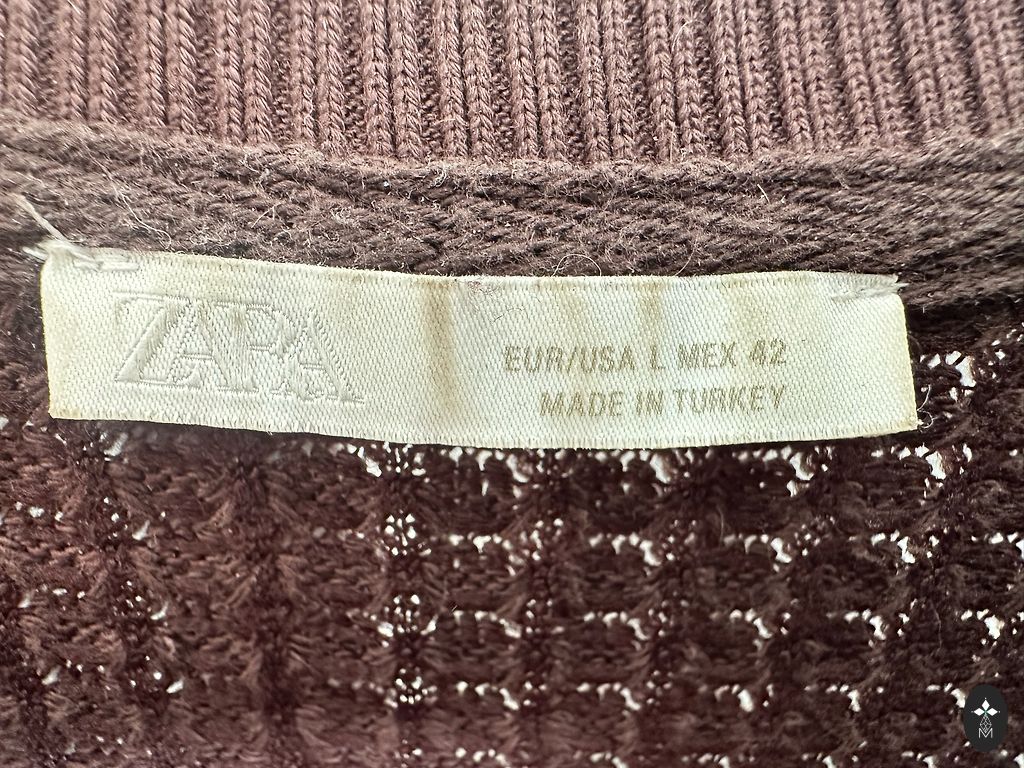 ZARA
EUR/USA L MEX 42
MADE IN TURKEY
M